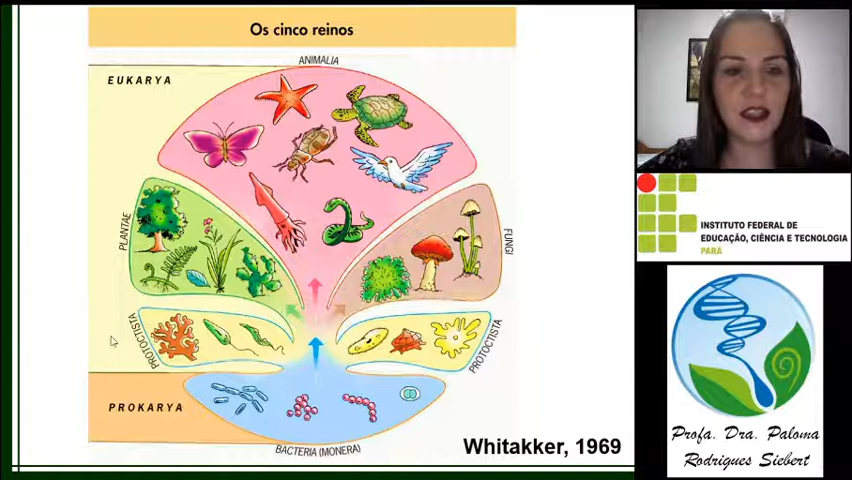 Os cinco reinos
ANIMALIA
EUKARYA
PLANTAE
FUNGI
PROTOCTISTA
PROTOCTISTA
PROKARYA
BACTERIA (MONERA)
Whitakker, 1969
INSTITUTO FEDERAL DE
EDUCAÇÃO, CIÊNCIA E TECNOLOGIA
PARÁ
Profa. Dra. Paloma
Rodrigues Siebert